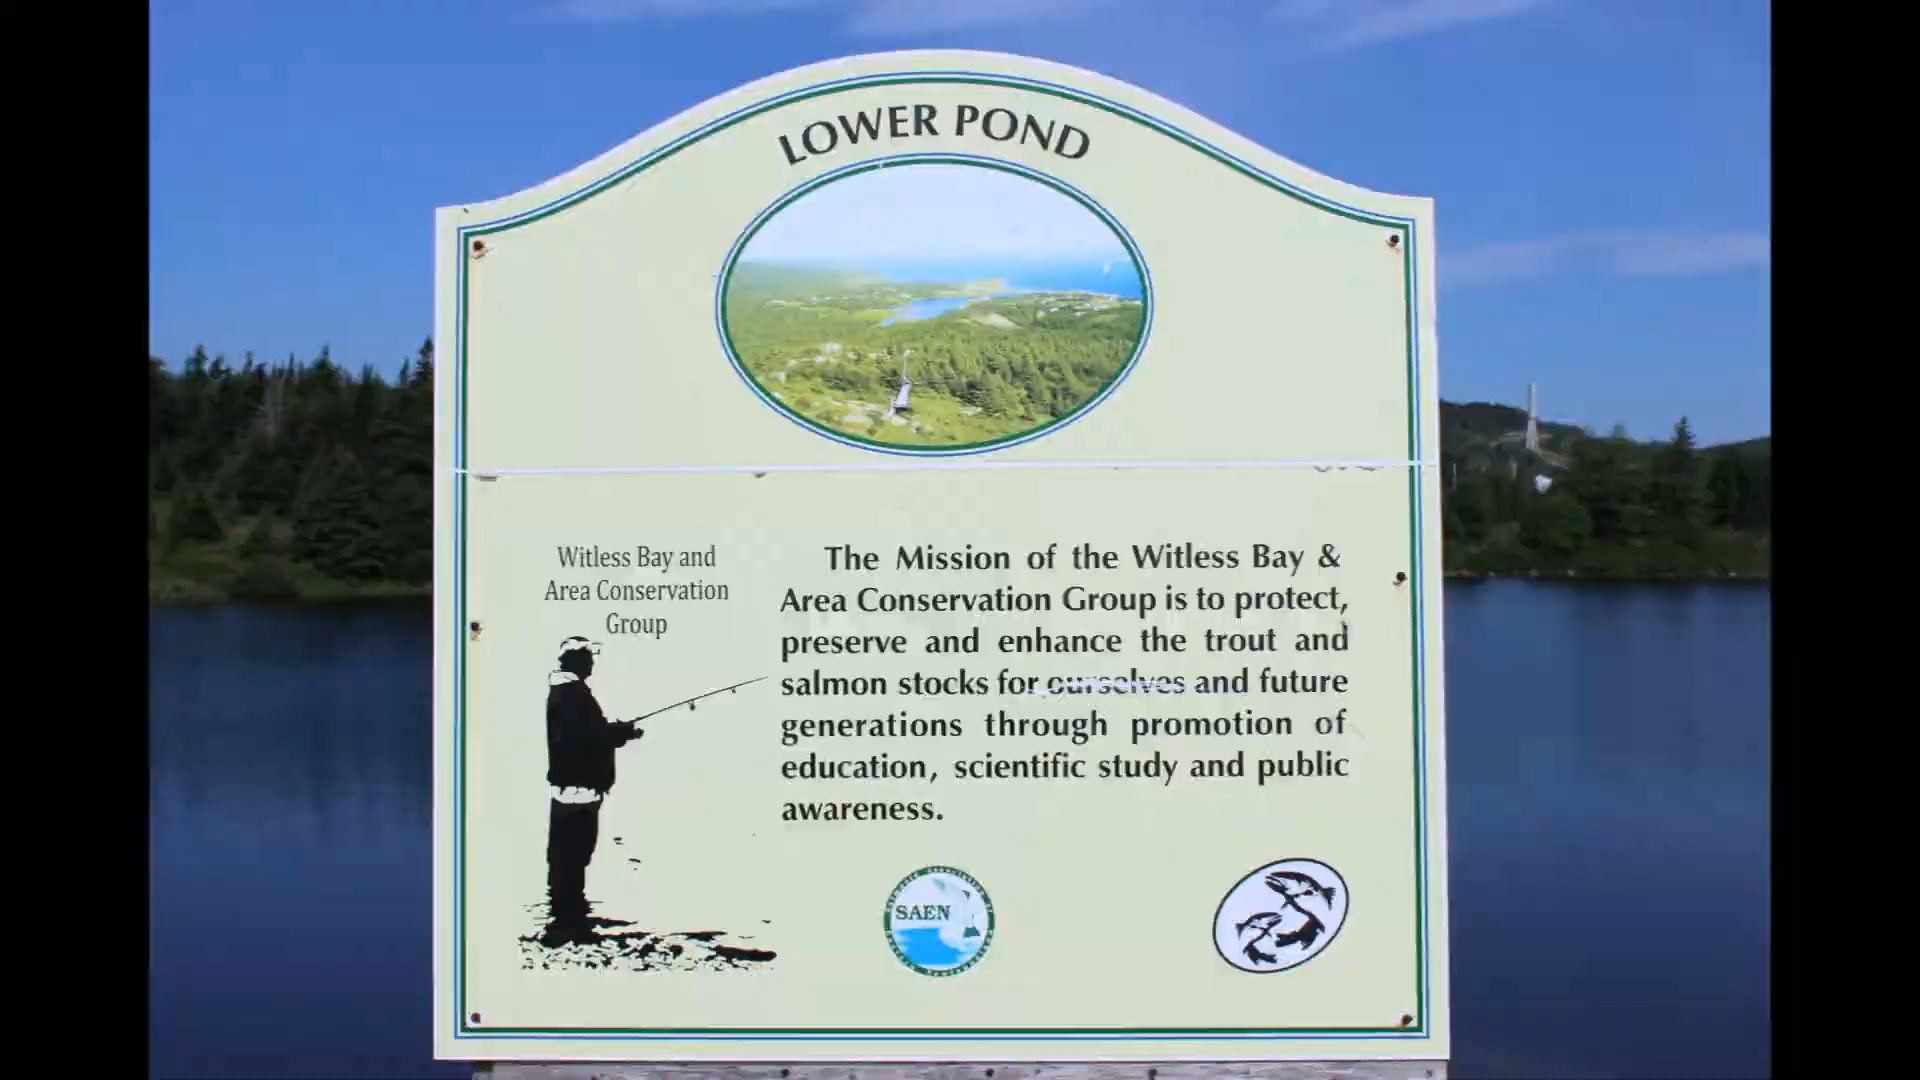 LOWER POND
Witless Bay and
Area Conservation
Group
The Mission of the Witless Bay &
Area Conservation Group is to protect,
preserve and enhance the trout and
salmon stocks for ourselves and future
generations through promotion of
education, scientific study and public
awareness.
SAEN